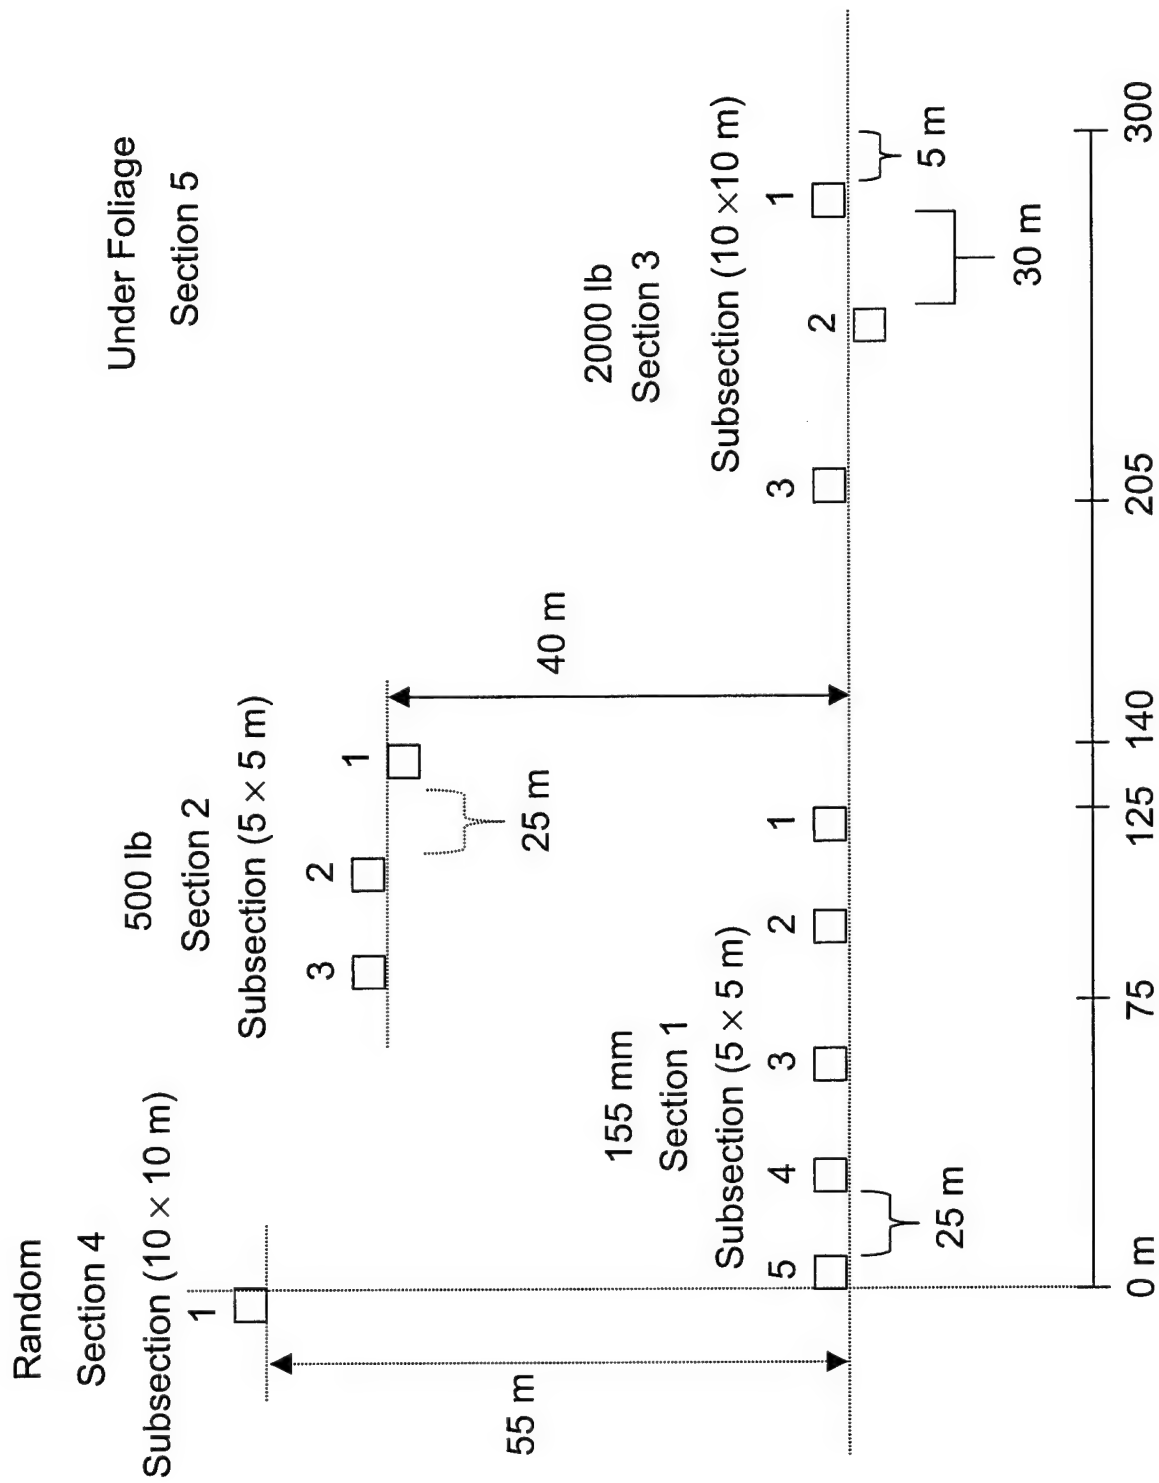 Random
Section 4
Subsection (10 × 10 m)
1
55 m
500 lb
Section 2
Subsection (5 × 5 m)
3
2
1
25 m
40 m
Under Foliage
Section 5
155 mm
Section 1
Subsection (5 × 5 m)
5
4
3
2
1
25 m
2000 lb
Section 3
Subsection (10 ×10 m)
3
2
1
30 m
5 m
0 m
75
125
140
205
300